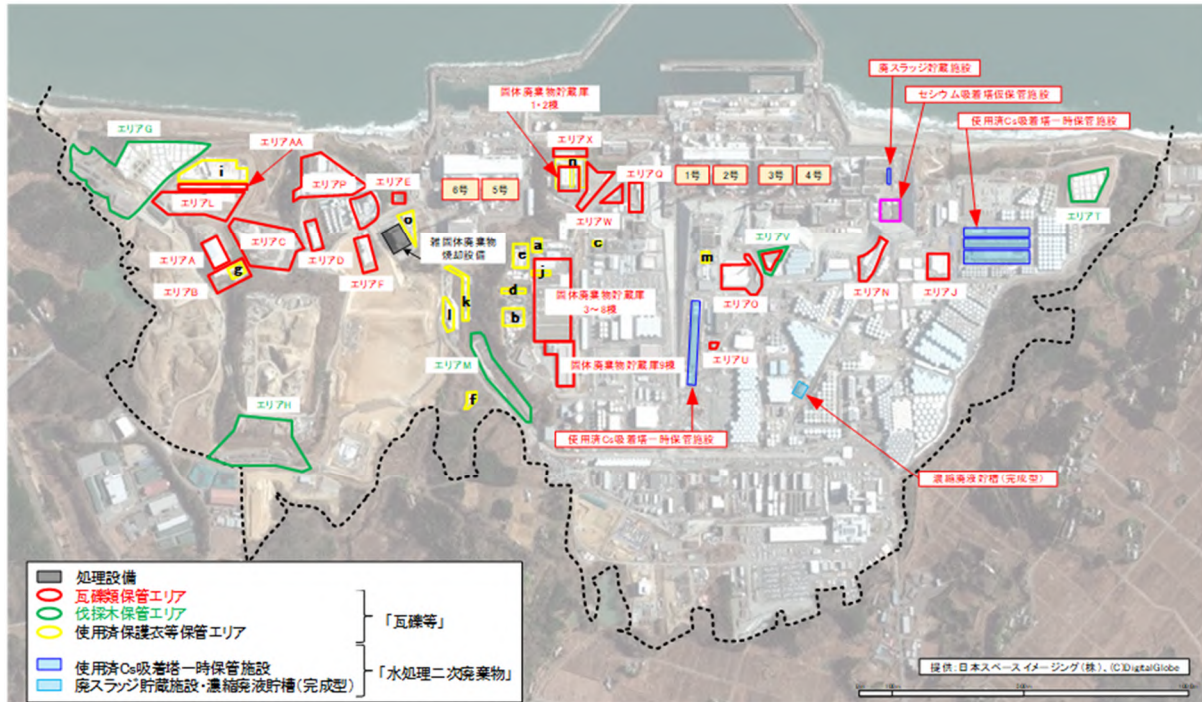 廃スラッジ貯蔵施設
セシウム吸着塔仮保管施設
使用済Cs吸着塔一時保管施設
固体廃棄物貯蔵庫
1・2棟
エリアX
エリアG
エリアAA
i
エリアL
エリアP
エリアE
n
エリアQ
エリアW
6号
5号
1号
2号
3号
4号
エリアT
エリアC
エリアA
エリアB
g
エリアD
エリアF
o
雑固体廃棄物
焼却設備
e
a
c
j
d
b
k
l
m
エリアV
エリアO
エリアN
エリアJ
固体廃棄物貯蔵庫
3~8棟
固体廃棄物貯蔵庫9棟
エリアU
エリアM
f
エリアH
使用済Cs吸着塔一時保管施設
濃縮廃液貯槽(完成型)
処理設備
瓦礫類保管エリア
伐採木保管エリア
使用済保護衣等保管エリア
「瓦礫等」
使用済Cs吸着塔一時保管施設
廃スラッジ貯蔵施設・濃縮廃液貯槽(完成型)
「水処理二次廃棄物」
提供:日本スペースイメージング(株)、(C)DigitalGlobe